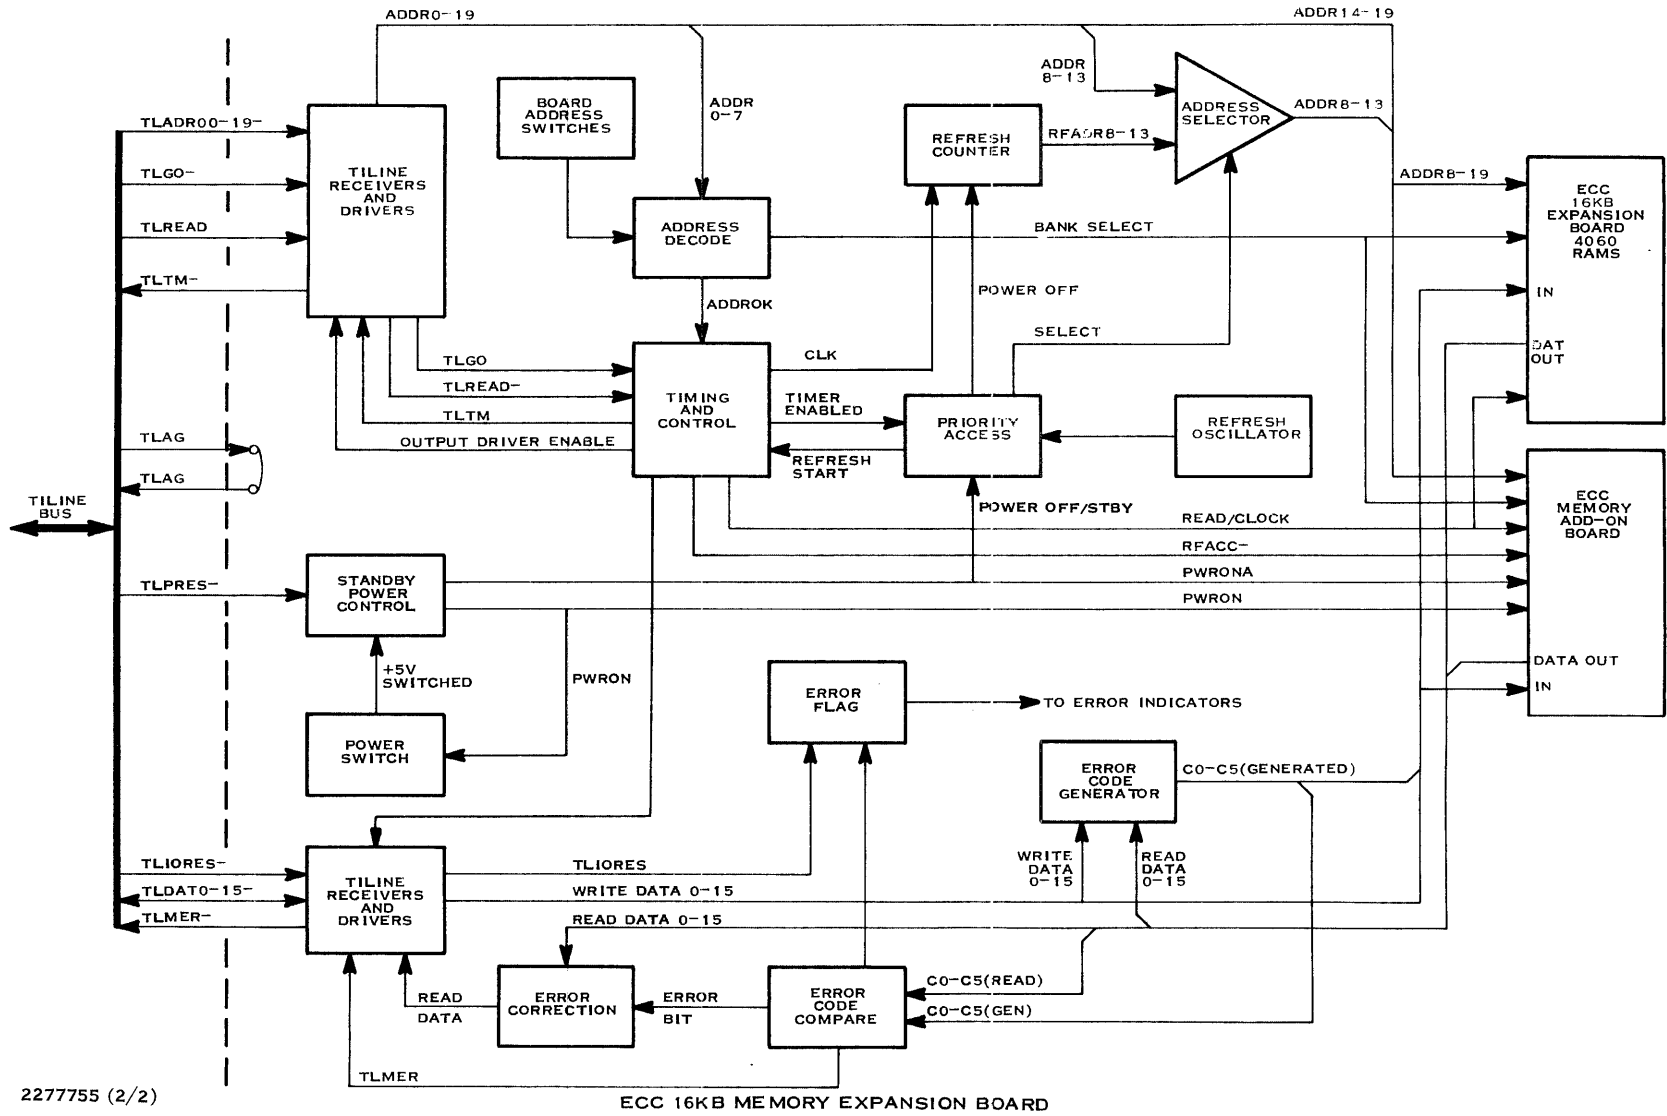 ADDR0-19
ADDR14-19
ADDR
8-13
BOARD
ADDRESS
SWITCHES
ADDR
0-7
ADDRESS
SELECTOR
ADDR8-13
TLADR00-19-
REFRESH
COUNTER
RFADR8-13
TILINE
RECEIVERS
AND
DRIVERS
TLGO-
ADDR8-19
ECC
16KB
EXPANSION
BOARD
4060
RAMS
TLREAD
ADDRESS
DECODE
BANK SELECT
TLTM-
ADDROK
POWER OFF
IN
SELECT
DAT
OUT
TLGO
CLK
TLREAD-
TIMING
AND
CONTROL
TIMER
ENABLED
TLTM
PRIORITY
ACCESS
REFRESH
OSCILLATOR
TLAG
OUTPUT DRIVER ENABLE
REFRESH
START
TLAG
TILINE
BUS
POWER OFF/STBY
ECC
MEMORY
ADD-ON
BOARD
READ/CLOCK
RFACC-
TLPRES-
STANDBY
POWER
CONTROL
PWRONA
PWRON
+5V
SWITCHED
PWRON
ERROR
FLAG
TO ERROR INDICATORS
DATA OUT
IN
POWER
SWITCH
ERROR
CODE
GENERATOR
C0-C5(GENERATED)
TLIORES-
TLIORES
WRITE
DATA
0-15
READ
DATA
0-15
TLDAT0-15-
TILINE
RECEIVERS
AND
DRIVERS
WRITE DATA 0-15
TLMER-
READ DATA 0-15
READ
DATA
ERROR
CORRECTION
ERROR
BIT
ERROR
CODE
COMPARE
C0-C5(READ)
C0-C5(GEN)
TLMER
2277755 (2/2)
ECC 16KB MEMORY EXPANSION BOARD